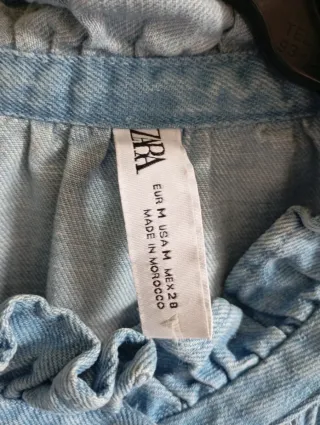 ZARA
EUR M USA M MEX 28
MADE IN MOROCCO